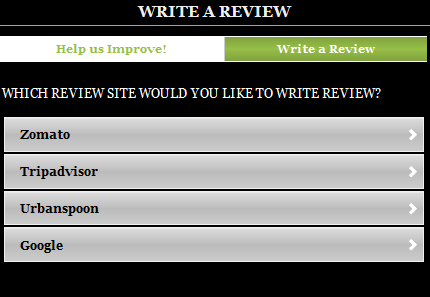 WRITE A REVIEW
Help us Improve! Write a Review
WHICH REVIEW SITE WOULD YOU LIKE TO WRITE REVIEW?
Zomato
Tripadvisor
Urbanspoon
Google